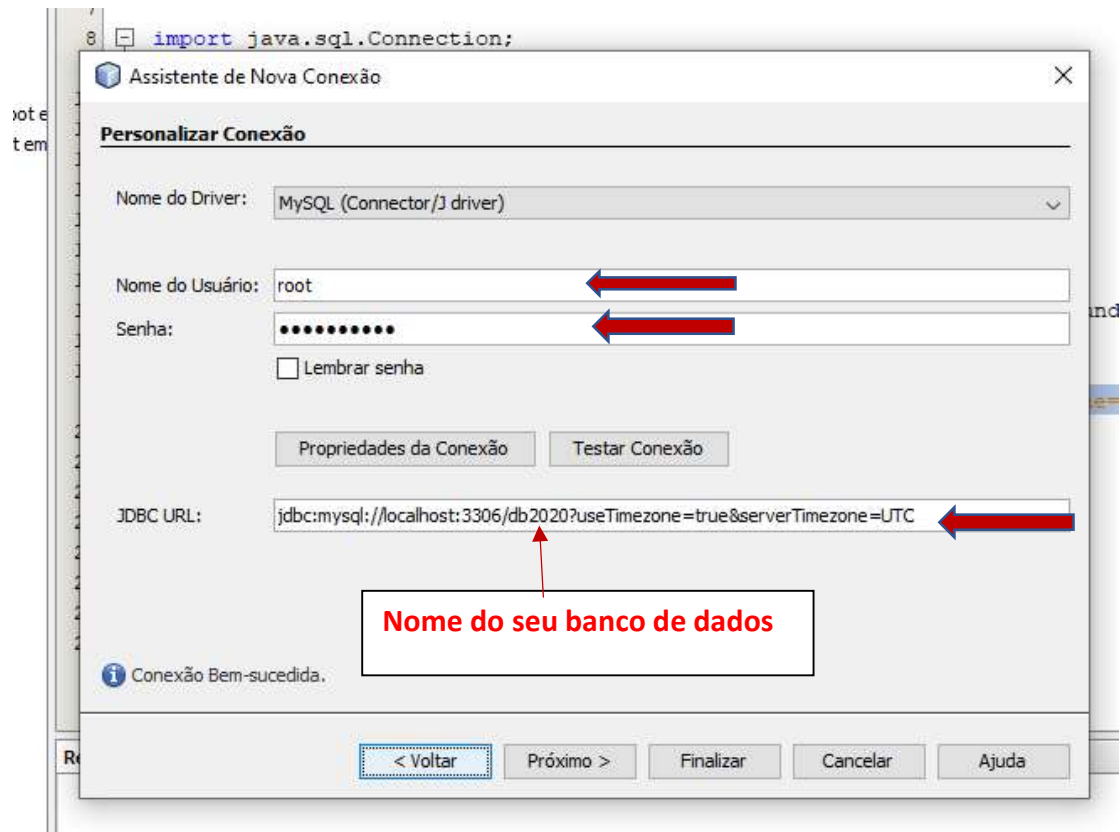 7
8 import java.sql.Connection;
Assistente de Nova Conexão
Personalizar Conexão
Nome do Driver: MySQL (Connector/J driver)
Nome do Usuário: root
Senha: ●●●●●●●●●●
Lembrar senha
Propriedades da Conexão Testar Conexão
JDBC URL: jdbc:mysql://localhost:3306/db2020?useTimezone=true&serverTimezone=UTC
Nome do seu banco de dados
Conexão Bem-sucedida.
< Voltar Próximo > Finalizar Cancelar Ajuda